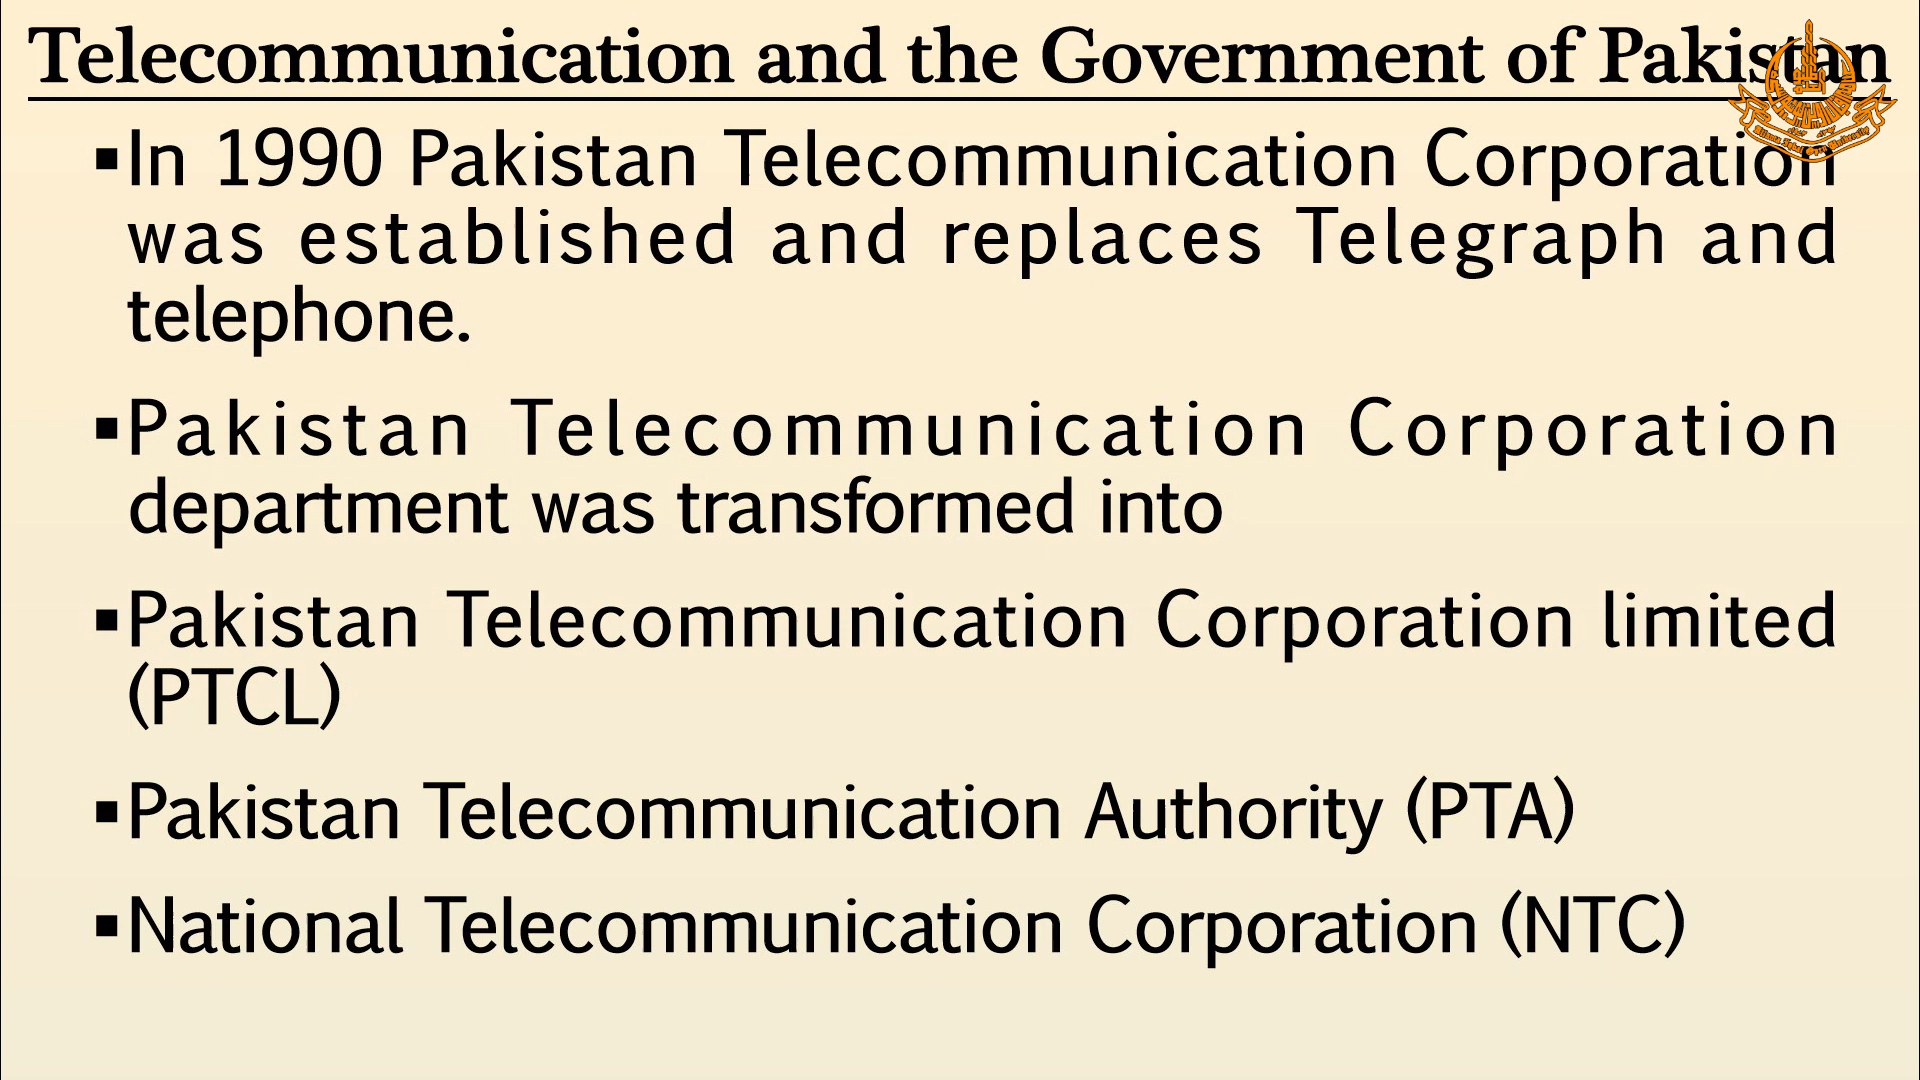 Telecommunication and the Government of Pakistan
▪In 1990 Pakistan Telecommunication Corporation
was established and replaces Telegraph and
telephone.
▪Pakistan Telecommunication Corporation
department was transformed into
▪Pakistan Telecommunication Corporation limited
(PTCL)
▪Pakistan Telecommunication Authority (PTA)
▪National Telecommunication Corporation (NTC)